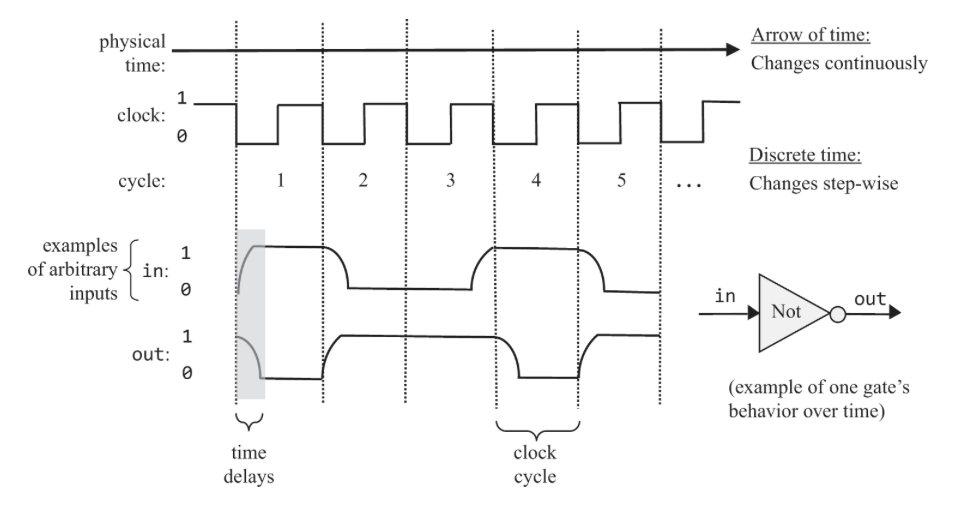 physical
time:
Arrow of time:
Changes continuously
clock:
1
0
Discrete time:
Changes step-wise
cycle:
1 2 3 4 5 ...
examples
of arbitrary
inputs
in:
1
0
out:
1
0
in
Not
out
(example of one gate’s
behavior over time)
time
delays
clock
cycle